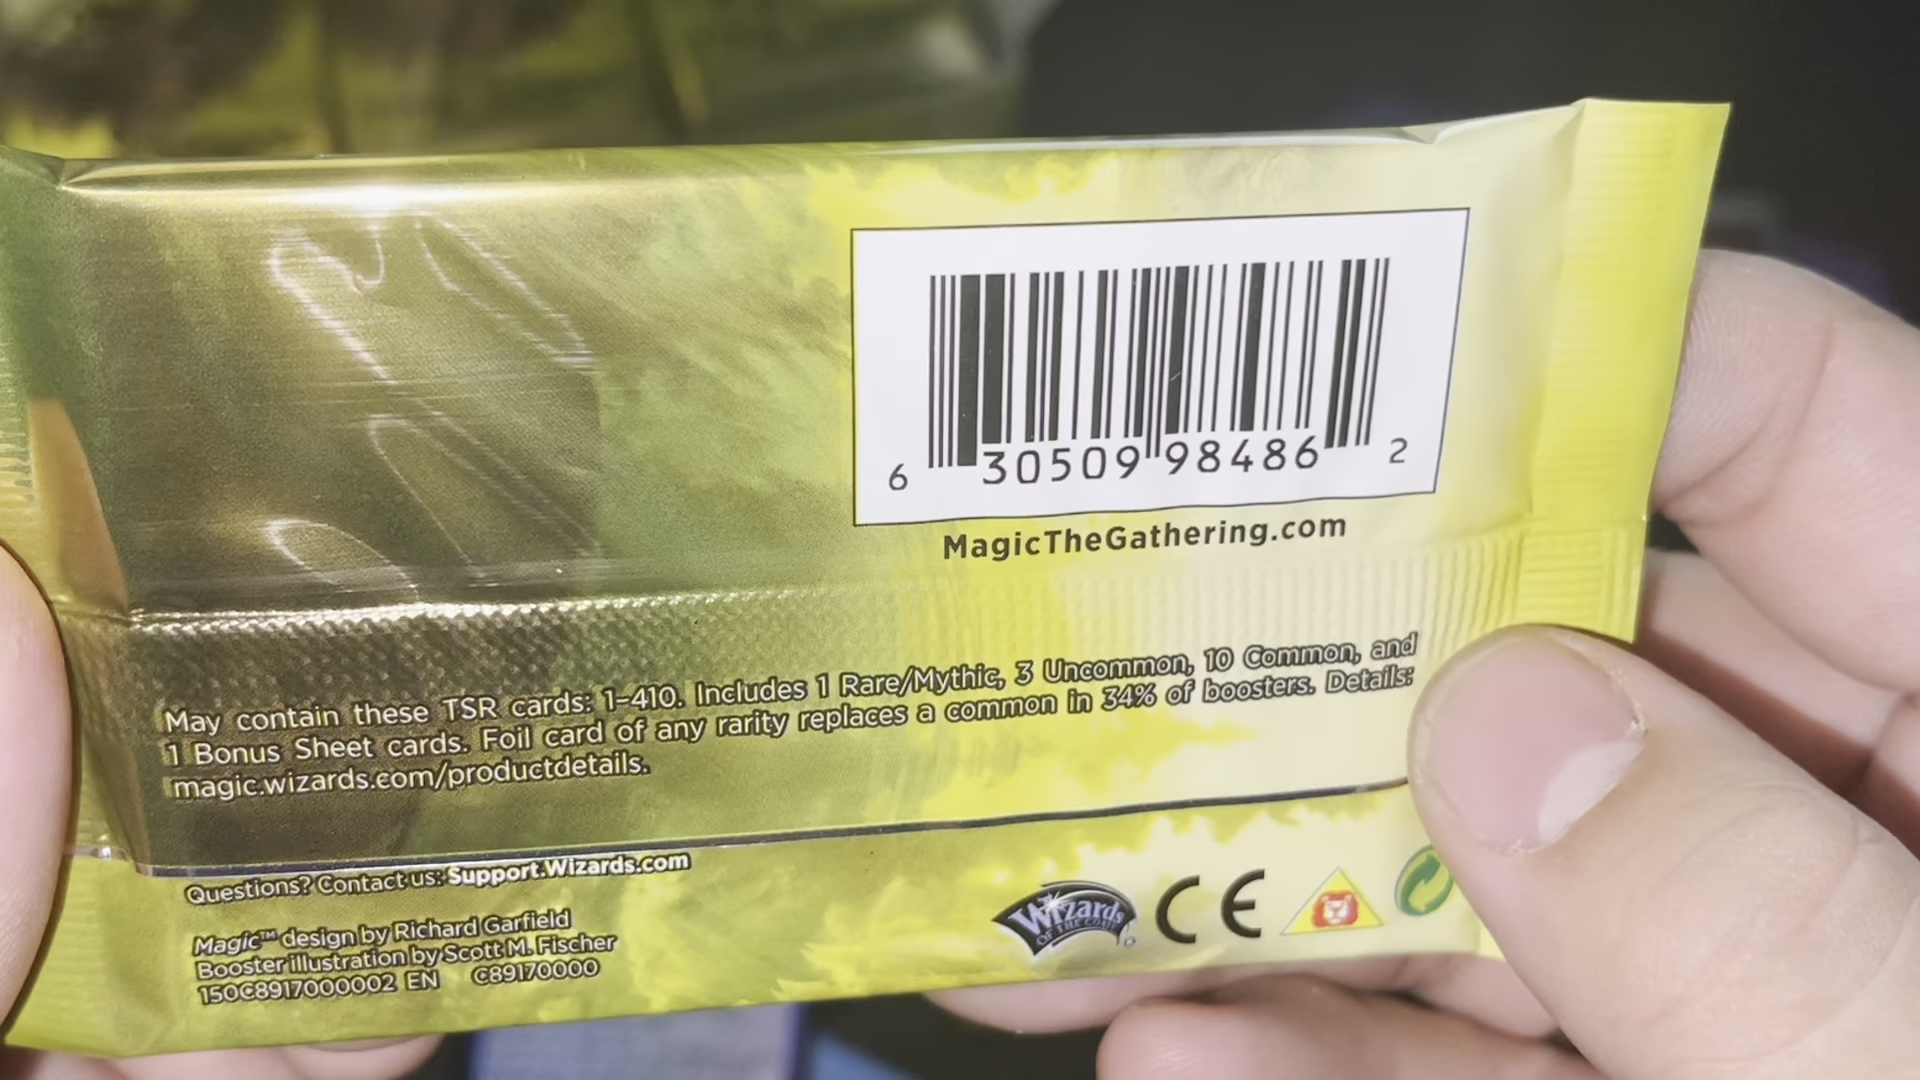 6 30509 98486 2
MagicTheGathering.com
May contain these TSR cards: 1-410. Includes 1 Rare/Mythic, 3 Uncommon, 10 Common, and
1 Bonus Sheet cards. Foil card of any rarity replaces a common in 34% of boosters. Details:
magic.wizards.com/productdetails.
Questions? Contact us: Support.Wizards.com
Magic™ design by Richard Garfield
Booster illustration by Scott M. Fischer
150C8917000002 EN C89170000
Wizards
OF THE COAST
®
CE